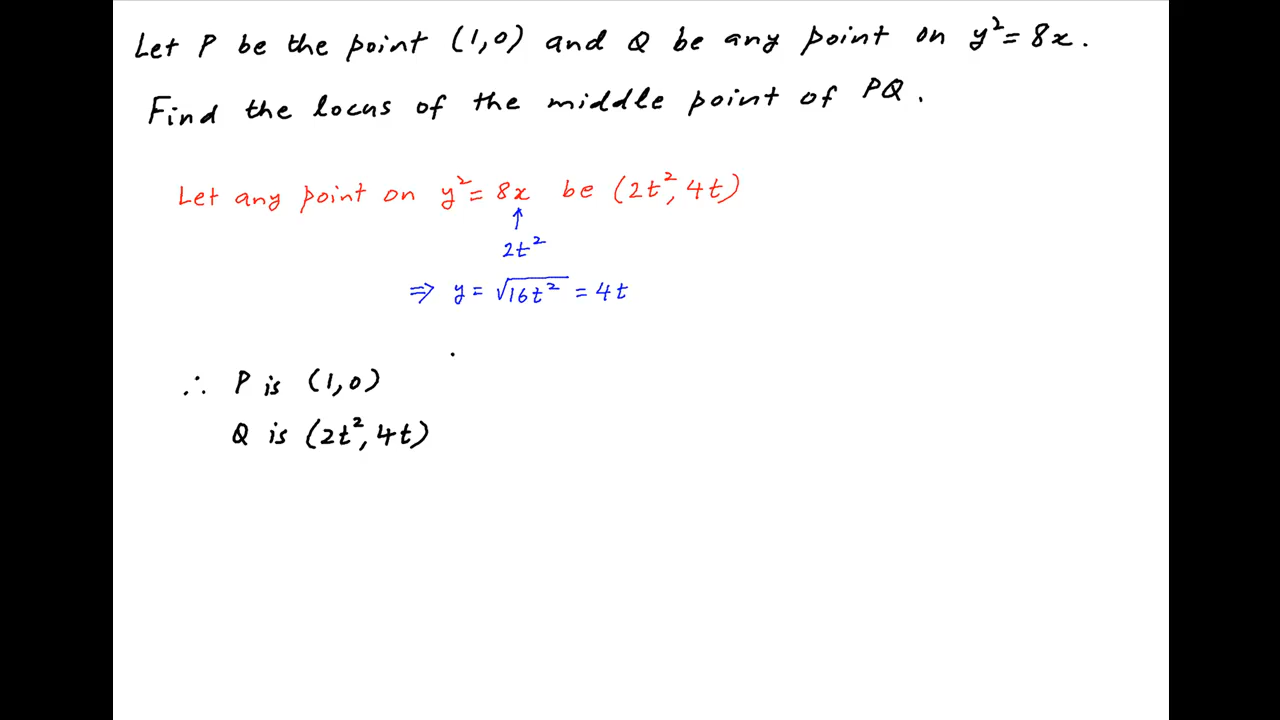 Let P be the point (1,0) and Q be any point on y² = 8x.
Find the locus of the middle point of PQ.
Let any point on y² = 8x be (2t², 4t)
↑
2t²
⇒ y = √16t² = 4t
∴ P is (1,0)
Q is (2t², 4t)